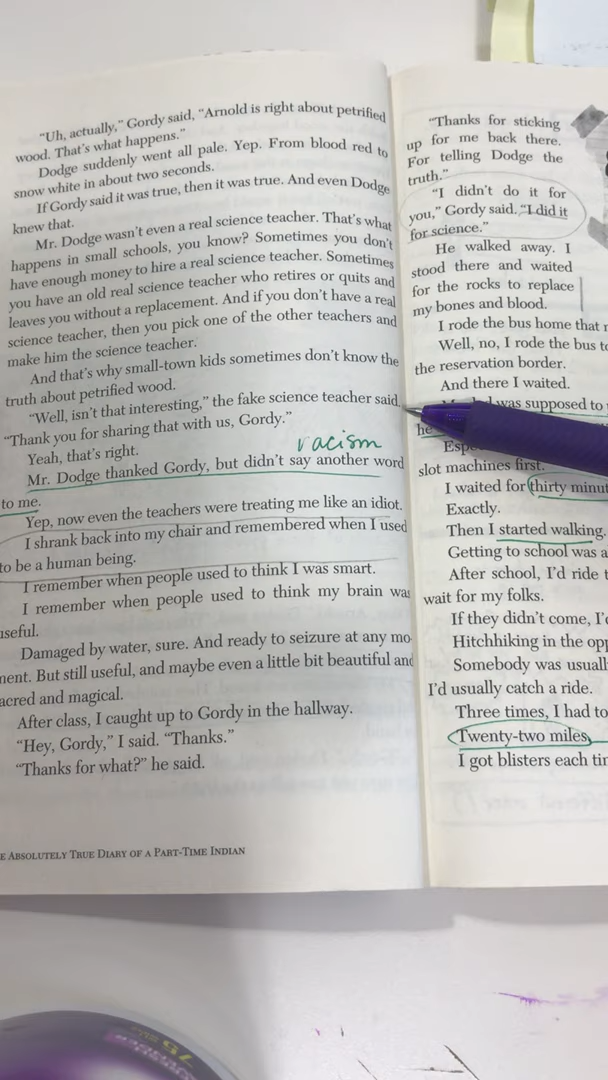 "Uh, actually," Gordy said, "Arnold is right about petrified
wood. That's what happens."
Dodge suddenly went all pale. Yep. From blood red to
snow white in about two seconds.
If Gordy said it was true, then it was true. And even Dodge
knew that.
Mr. Dodge wasn't even a real science teacher. That's what
happens in small schools, you know? Sometimes you don't
have enough money to hire a real science teacher. Sometimes
you have an old real science teacher who retires or quits and
leaves you without a replacement. And if you don't have a real
science teacher, then you pick one of the other teachers and
make him the science teacher.
And that's why small-town kids sometimes don't know the
truth about petrified wood.
"Well, isn't that interesting," the fake science teacher said.
"Thank you for sharing that with us, Gordy."
Yeah, that's right.
racism
Mr. Dodge thanked Gordy, but didn't say another word
to me.
Yep, now even the teachers were treating me like an idiot.
I shrank back into my chair and remembered when I used
to be a human being.
I remember when people used to think I was smart.
I remember when people used to think my brain was
useful.
Damaged by water, sure. And ready to seizure at any mo-
ment. But still useful, and maybe even a little bit beautiful and
sacred and magical.
After class, I caught up to Gordy in the hallway.
"Hey, Gordy," I said. "Thanks."
"Thanks for what?" he said.
E ABSOLUTELY TRUE DIARY OF A PART-TIME INDIAN
"Thanks for sticking
up for me back there.
For telling Dodge the
truth."
"I didn't do it for
you," Gordy said. "I did it
for science."
He walked away. I
stood there and waited
for the rocks to replace
my bones and blood.
I rode the bus home that
Well, no, I rode the bus to
the reservation border.
And there I waited.
was supposed to
he
slot machines first.
I waited for thirty minut
Exactly.
Then I started walking.
Getting to school was a
After school, I'd ride t
wait for my folks.
If they didn't come, I'd
Hitchhiking in the opp
Somebody was usuall
I'd usually catch a ride.
Three times, I had to
Twenty-two miles,
I got blisters each tim
75